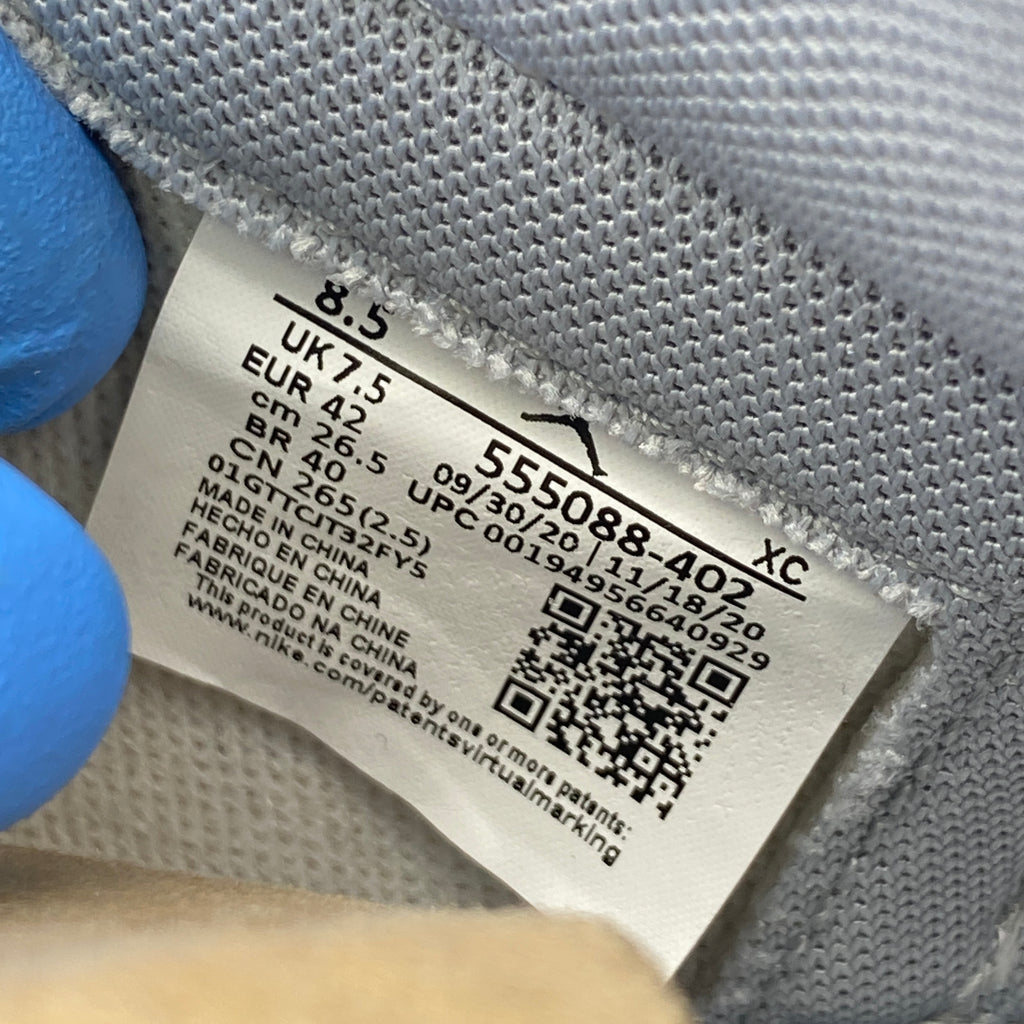 8.5
UK 7.5
EUR 42
cm 26.5
BR 40
CN 265(2.5)
01GTTCJT32FY5
MADE IN CHINA
HECHO EN CHINA
FABRIQUE EN CHINE
FABRICADO NA CHINA
This product is covered by one or more patents:
www.nike.com/patentsvirtualmarking
XC
555088-402
09/30/20 | 11/18/20
UPC 00194956640929